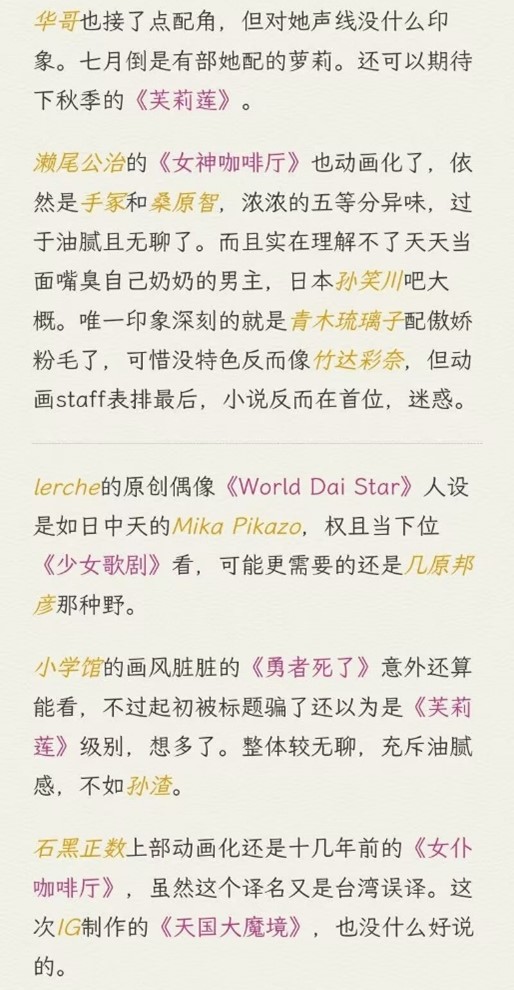 华哥也接了点配角，但对她声线没什么印
象。七月倒是有部她配的萝莉。还可以期待
下秋季的《芙莉莲》。
濑尾公治的《女神咖啡厅》也动画化了，依
然是手冢和桑原智，浓浓的五等分异味，过
于油腻且无聊了。而且实在理解不了天天当
面嘴臭自己奶奶的男主，日本孙笑川吧大
概。唯一印象深刻的就是青木琉璃子配傲娇
粉毛了，可惜没特色反而像竹达彩奈，但动
画staff表排最后，小说反而在首位，迷惑。
lerche的原创偶像《World Dai Star》人设
是如日中天的Mika Pikazo，权且当下位
《少女歌剧》看，可能更需要的还是几原邦
彦那种野。
小学馆的画风脏脏的《勇者死了》意外还算
能看，不过起初被标题骗了还以为是《芙莉
莲》级别，想多了。整体较无聊，充斥油腻
感，不如孙渣。
石黑正数上部动画化还是十几年前的《女仆
咖啡厅》，虽然这个译名又是台湾误译。这
次IG制作的《天国大魔境》，也没什么好说
的。